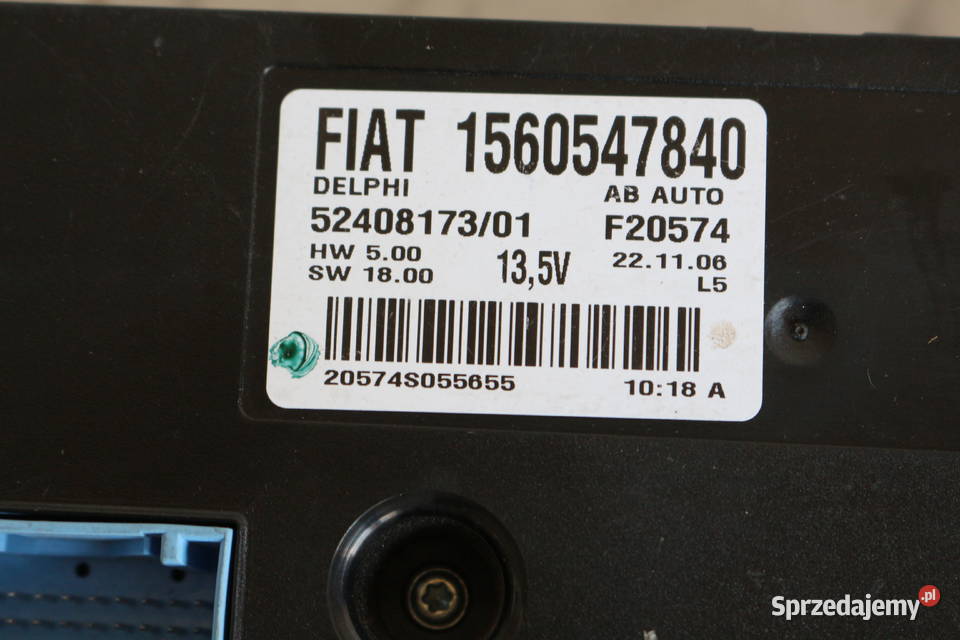 FIAT 1560547840
DELPHI AB AUTO
52408173/01 F20574
HW 5.00 13,5V 22.11.06
SW 18.00 L5
20574S055655 10:18 A
Sprzedajemy.pl